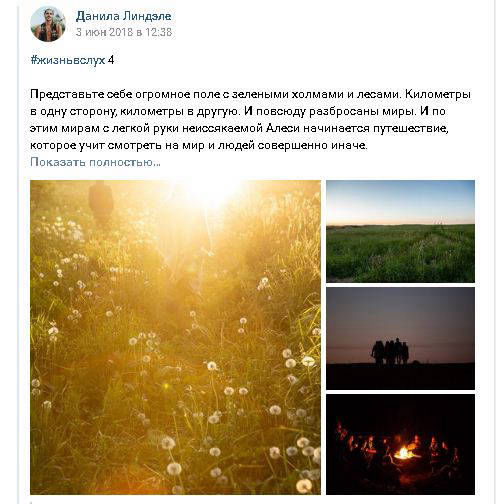 Данила Линдэле
3 июн 2018 в 12:38
#жизньвслух 4
Представьте себе огромное поле с зелеными холмами и лесами. Километры
в одну сторону, километры в другую. И повсюду разбросаны миры. И по
этим мирам с легкой руки неиссякаемой Алеси начинается путешествие,
которое учит смотреть на мир и людей совершенно иначе.
Показать полностью...